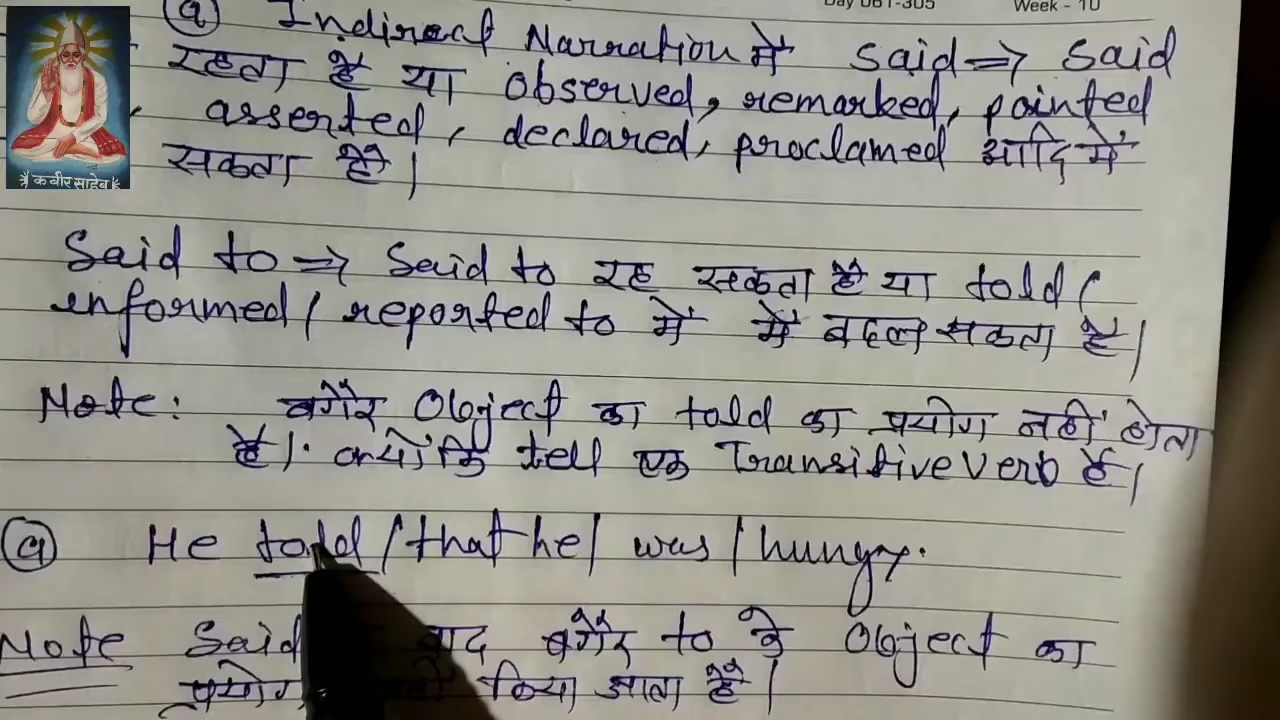 Day 061-305 Week - 10
(a) Indirect Narration में said ⇒ said
रहता है या observed, remarked, pointed
, asserted, declared, proclamed आदि में
सकता है।
ॐ कबीर साहेब ॐ
Said to ⇒ Said to रह सकता है या told/
informed/ reported to में में बदल सकता है।
Note: बगैर Object का told का प्रयोग नहीं होता
है। क्योंकि tell एक Transitive Verb है।
(a) He told / that he / was / hungy.
Note Said बाद बगैर to के Object का
प्रयोग किया जाता है।